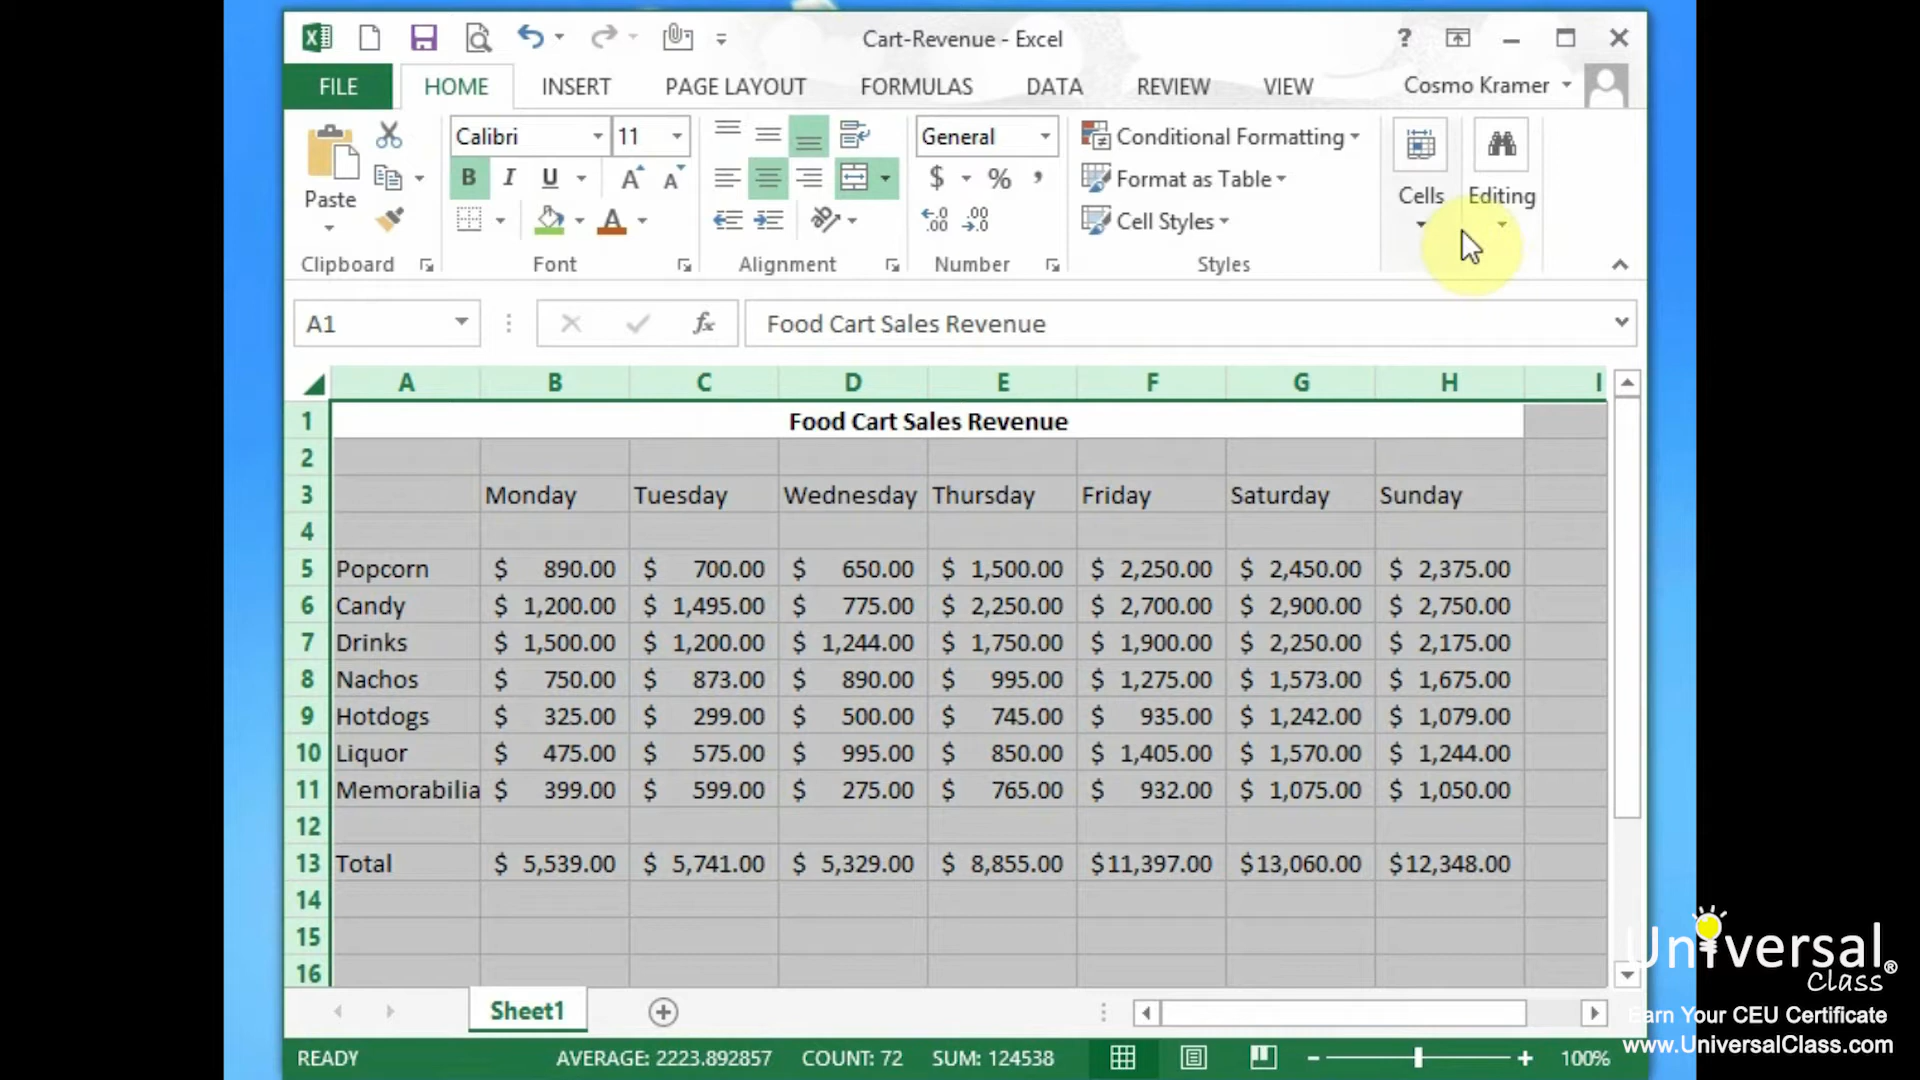 Cart-Revenue - Excel
?
FILE HOME INSERT PAGE LAYOUT FORMULAS DATA REVIEW VIEW Cosmo Kramer
Paste Calibri 11 General Conditional Formatting Cells Editing
B I U A A $ % , Format as Table
A .0 .00 .00 .0 Cell Styles
Clipboard Font Alignment Number Styles
A1 fx Food Cart Sales Revenue
A B C D E F G H I
1 Food Cart Sales Revenue
2
3 Monday Tuesday Wednesday Thursday Friday Saturday Sunday
4
5 Popcorn $ 890.00 $ 700.00 $ 650.00 $ 1,500.00 $ 2,250.00 $ 2,450.00 $ 2,375.00
6 Candy $ 1,200.00 $ 1,495.00 $ 775.00 $ 2,250.00 $ 2,700.00 $ 2,900.00 $ 2,750.00
7 Drinks $ 1,500.00 $ 1,200.00 $ 1,244.00 $ 1,750.00 $ 1,900.00 $ 2,250.00 $ 2,175.00
8 Nachos $ 750.00 $ 873.00 $ 890.00 $ 995.00 $ 1,275.00 $ 1,573.00 $ 1,675.00
9 Hotdogs $ 325.00 $ 299.00 $ 500.00 $ 745.00 $ 935.00 $ 1,242.00 $ 1,079.00
10 Liquor $ 475.00 $ 575.00 $ 995.00 $ 850.00 $ 1,405.00 $ 1,570.00 $ 1,244.00
11 Memorabilia $ 399.00 $ 599.00 $ 275.00 $ 765.00 $ 932.00 $ 1,075.00 $ 1,050.00
12
13 Total $ 5,539.00 $ 5,741.00 $ 5,329.00 $ 8,855.00 $11,397.00 $13,060.00 $12,348.00
14
15
16
Sheet1
READY AVERAGE: 2223.892857 COUNT: 72 SUM: 124538 100%
Universal
Class®
Earn Your CEU Certificate
www.UniversalClass.com